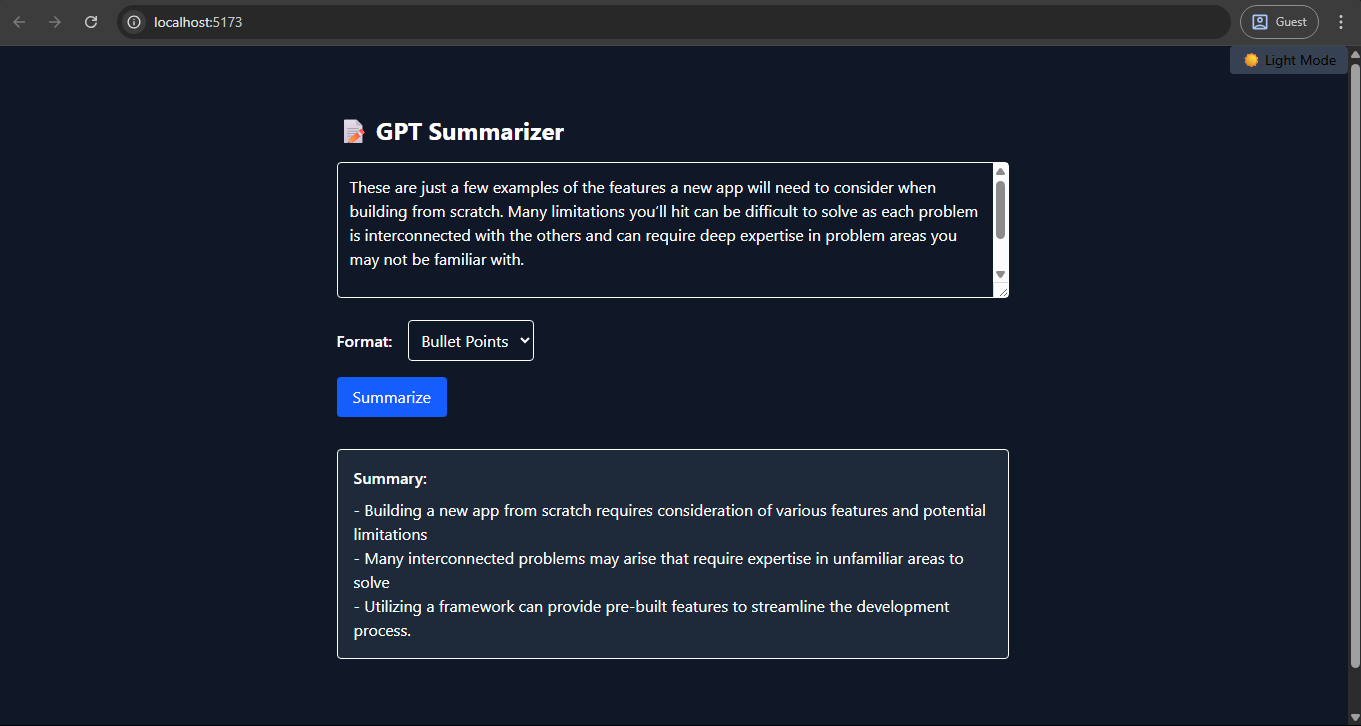 localhost:5173
Guest
Light Mode
GPT Summarizer
These are just a few examples of the features a new app will need to consider when
building from scratch. Many limitations you'll hit can be difficult to solve as each problem
is interconnected with the others and can require deep expertise in problem areas you
may not be familiar with.
Format:
Bullet Points
Summarize
Summary:
- Building a new app from scratch requires consideration of various features and potential
limitations
- Many interconnected problems may arise that require expertise in unfamiliar areas to
solve
- Utilizing a framework can provide pre-built features to streamline the development
process.